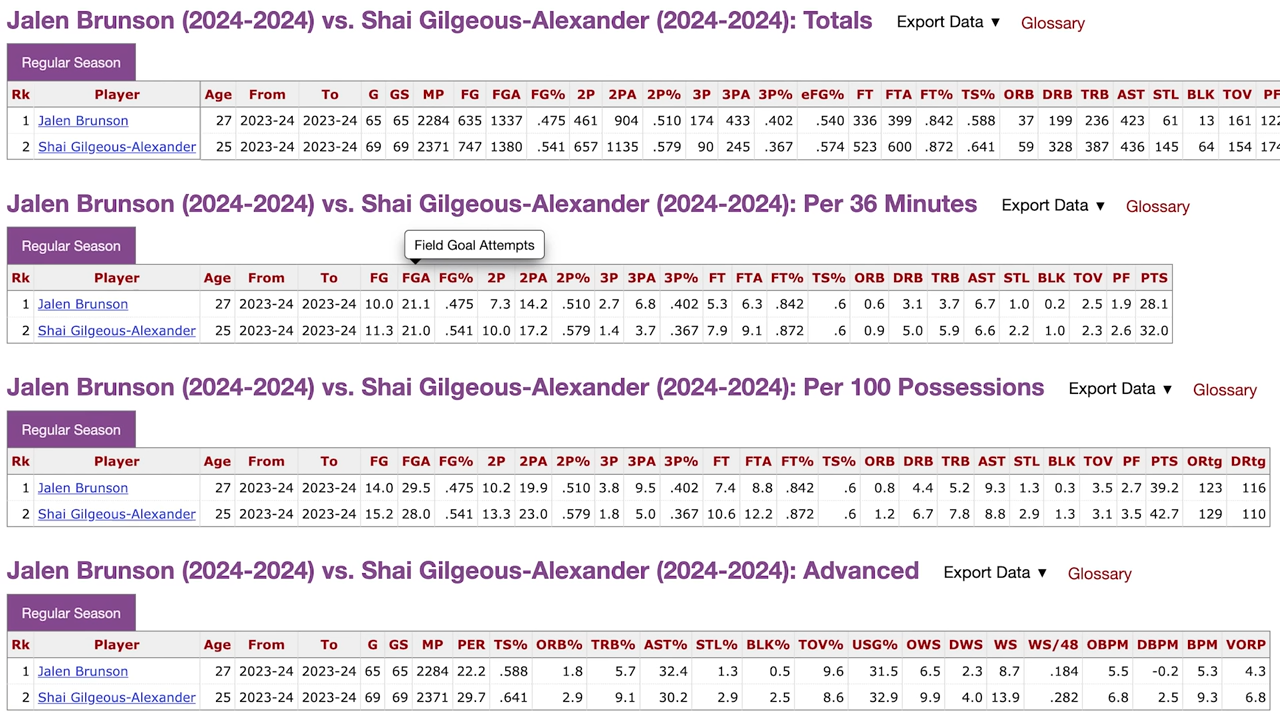 Jalen Brunson (2024-2024) vs. Shai Gilgeous-Alexander (2024-2024): Totals Export Data ▼ Glossary
Regular Season
Rk Player Age From To G GS MP FG FGA FG% 2P 2PA 2P% 3P 3PA 3P% eFG% FT FTA FT% TS% ORB DRB TRB AST STL BLK TOV PF
1 Jalen Brunson 27 2023-24 2023-24 65 65 2284 635 1337 .475 461 904 .510 174 433 .402 .540 336 399 .842 .588 37 199 236 423 61 13 161 122
2 Shai Gilgeous-Alexander 25 2023-24 2023-24 69 69 2371 747 1380 .541 657 1135 .579 90 245 .367 .574 523 600 .872 .641 59 328 387 436 145 64 154 174
Jalen Brunson (2024-2024) vs. Shai Gilgeous-Alexander (2024-2024): Per 36 Minutes Export Data ▼ Glossary
Regular Season
Field Goal Attempts
Rk Player Age From To FG FGA FG% 2P 2PA 2P% 3P 3PA 3P% FT FTA FT% TS% ORB DRB TRB AST STL BLK TOV PF PTS
1 Jalen Brunson 27 2023-24 2023-24 10.0 21.1 .475 7.3 14.2 .510 2.7 6.8 .402 5.3 6.3 .842 .6 0.6 3.1 3.7 6.7 1.0 0.2 2.5 1.9 28.1
2 Shai Gilgeous-Alexander 25 2023-24 2023-24 11.3 21.0 .541 10.0 17.2 .579 1.4 3.7 .367 7.9 9.1 .872 .6 0.9 5.0 5.9 6.6 2.2 1.0 2.3 2.6 32.0
Jalen Brunson (2024-2024) vs. Shai Gilgeous-Alexander (2024-2024): Per 100 Possessions Export Data ▼ Glossary
Regular Season
Rk Player Age From To FG FGA FG% 2P 2PA 2P% 3P 3PA 3P% FT FTA FT% TS% ORB DRB TRB AST STL BLK TOV PF PTS ORtg DRtg
1 Jalen Brunson 27 2023-24 2023-24 14.0 29.5 .475 10.2 19.9 .510 3.8 9.5 .402 7.4 8.8 .842 .6 0.8 4.4 5.2 9.3 1.3 0.3 3.5 2.7 39.2 123 116
2 Shai Gilgeous-Alexander 25 2023-24 2023-24 15.2 28.0 .541 13.3 23.0 .579 1.8 5.0 .367 10.6 12.2 .872 .6 1.2 6.7 7.8 8.8 2.9 1.3 3.1 3.5 42.7 129 110
Jalen Brunson (2024-2024) vs. Shai Gilgeous-Alexander (2024-2024): Advanced Export Data ▼ Glossary
Regular Season
Rk Player Age From To G GS MP PER TS% ORB% TRB% AST% STL% BLK% TOV% USG% OWS DWS WS WS/48 OBPM DBPM BPM VORP
1 Jalen Brunson 27 2023-24 2023-24 65 65 2284 22.2 .588 1.8 5.7 32.4 1.3 0.5 9.6 31.5 6.5 2.3 8.7 .184 5.5 -0.2 5.3 4.3
2 Shai Gilgeous-Alexander 25 2023-24 2023-24 69 69 2371 29.7 .641 2.9 9.1 30.2 2.9 2.5 8.6 32.9 9.9 4.0 13.9 .282 6.8 2.5 9.3 6.8